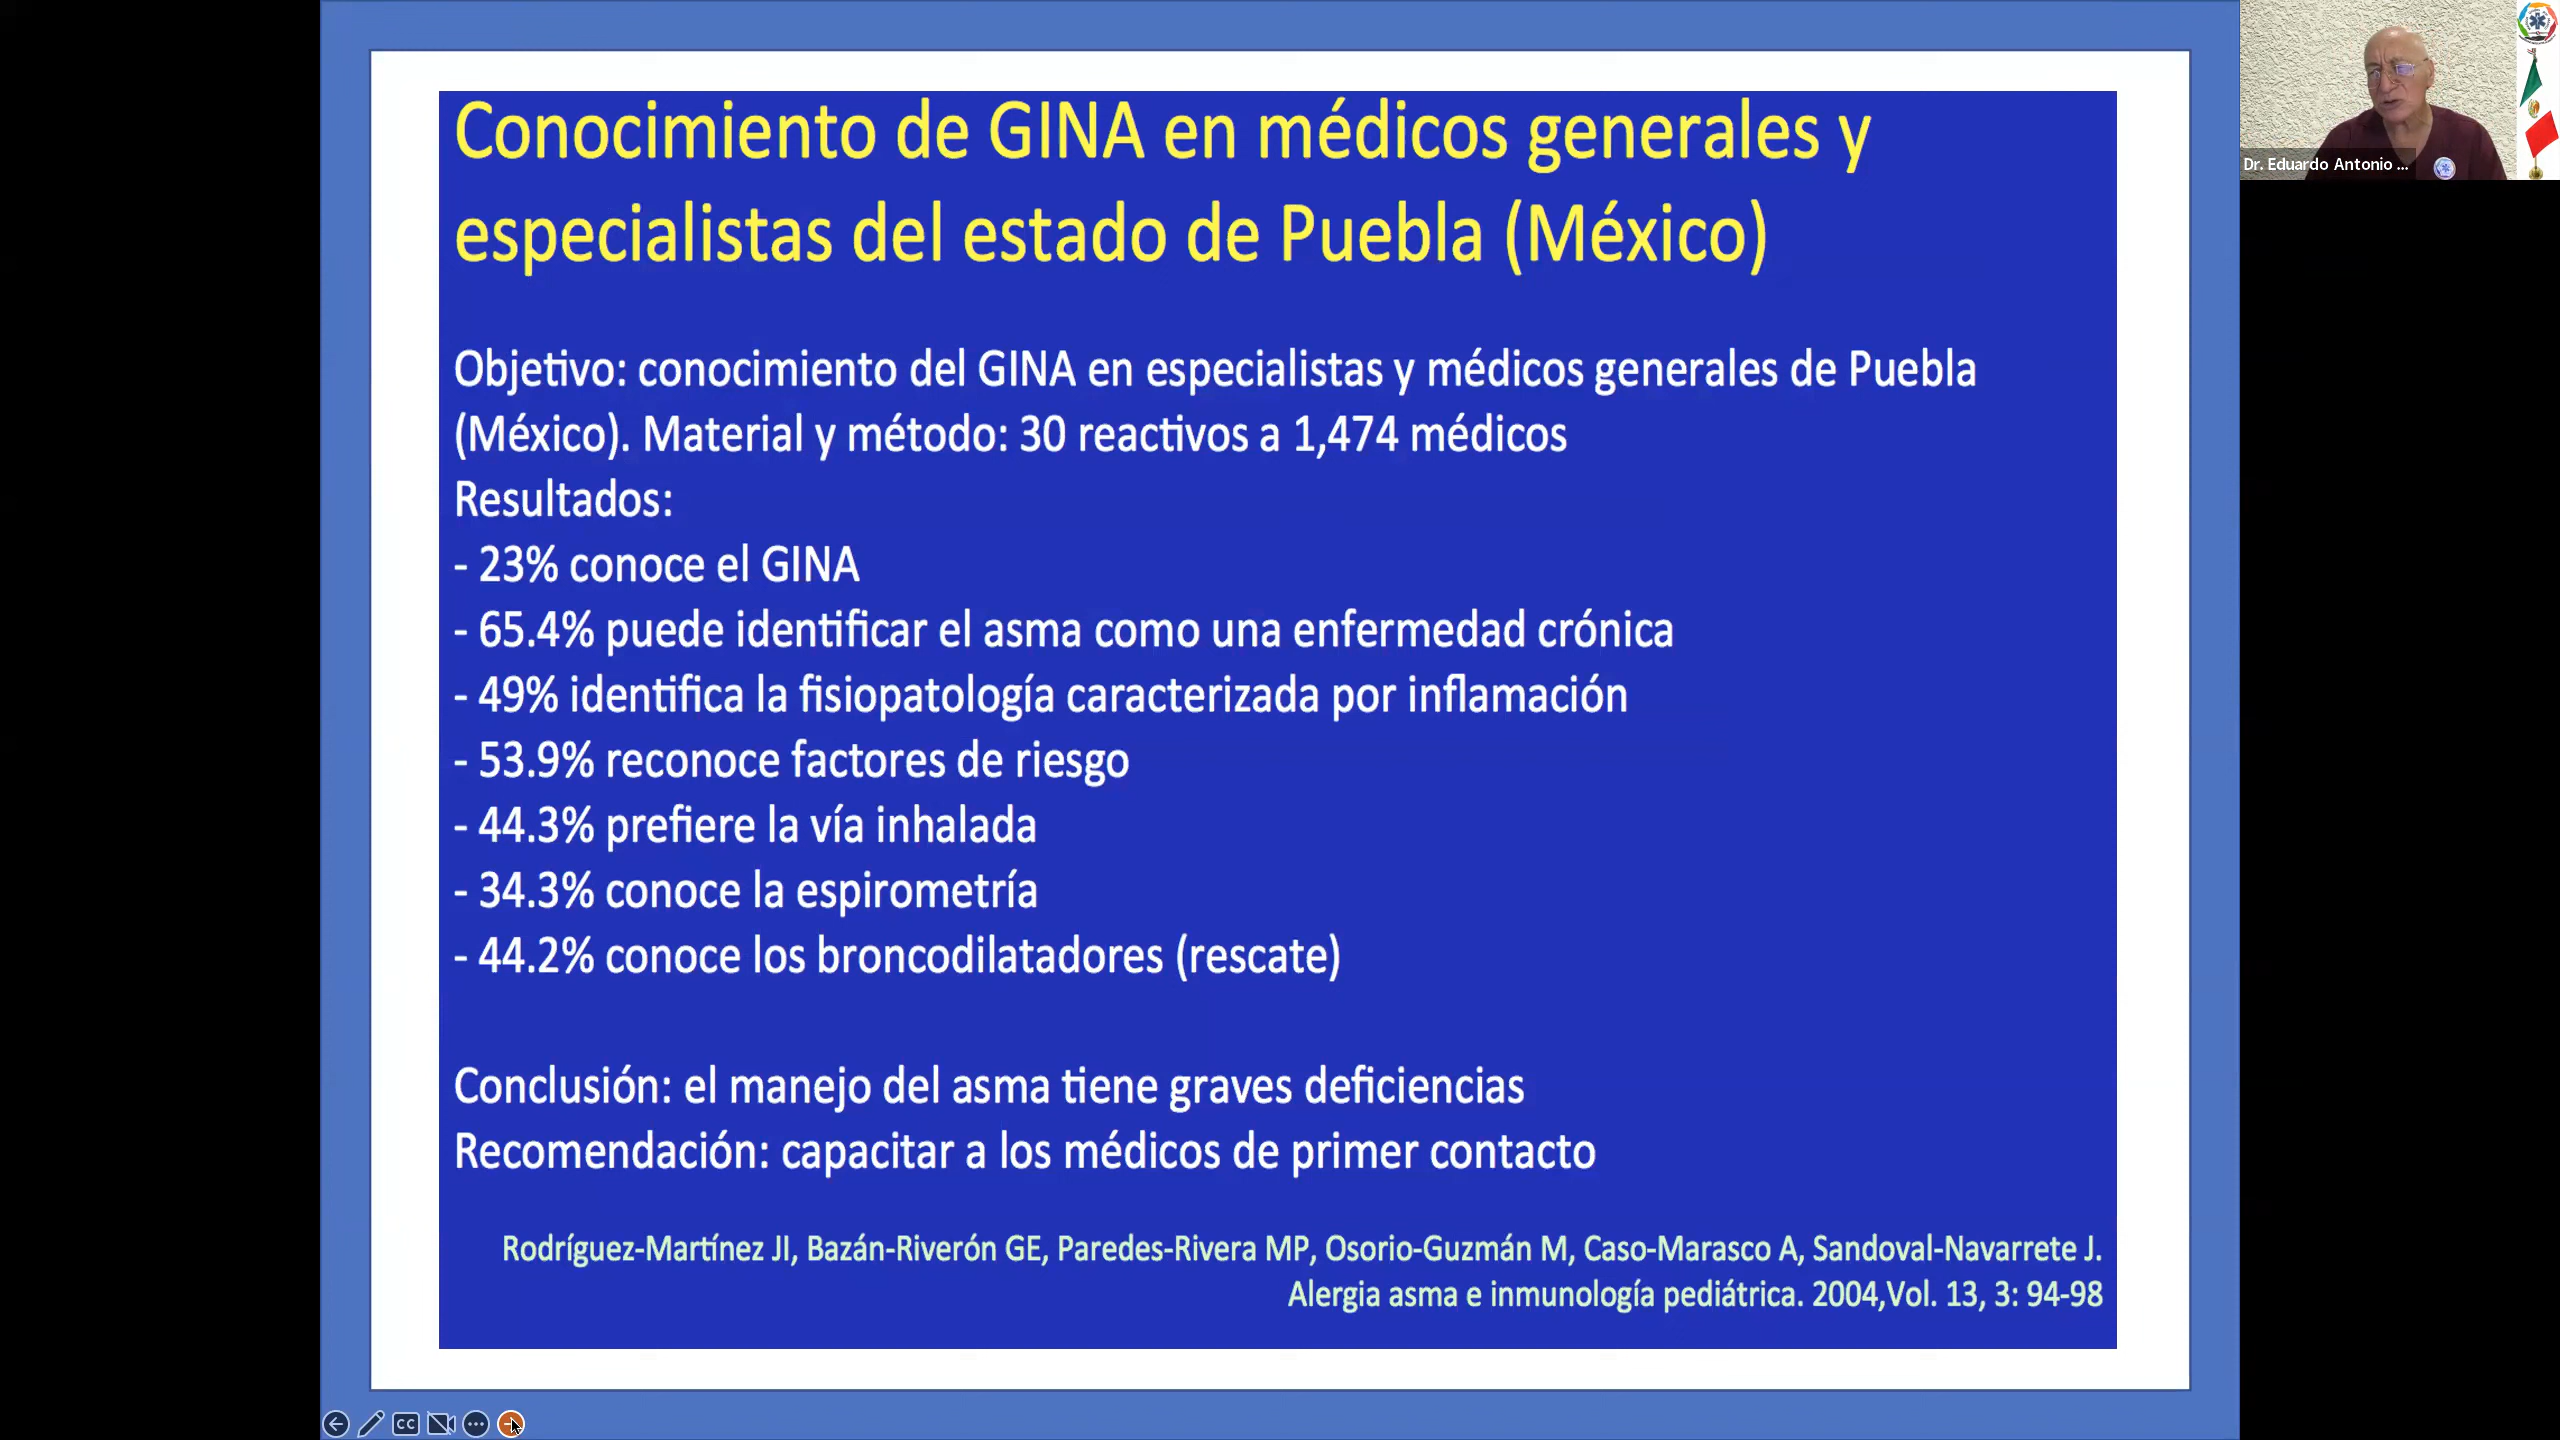 Conocimiento de GINA en médicos generales y
especialistas del estado de Puebla (México)
Objetivo: conocimiento del GINA en especialistas y médicos generales de Puebla
(México). Material y método: 30 reactivos a 1,474 médicos
Resultados:
- 23% conoce el GINA
- 65.4% puede identificar el asma como una enfermedad crónica
- 49% identifica la fisiopatología caracterizada por inflamación
- 53.9% reconoce factores de riesgo
- 44.3% prefiere la vía inhalada
- 34.3% conoce la espirometría
- 44.2% conoce los broncodilatadores (rescate)
Conclusión: el manejo del asma tiene graves deficiencias
Recomendación: capacitar a los médicos de primer contacto
Rodríguez-Martínez JI, Bazán-Riverón GE, Paredes-Rivera MP, Osorio-Guzmán M, Caso-Marasco A, Sandoval-Navarrete J.
Alergia asma e inmunología pediátrica. 2004,Vol. 13, 3: 94-98
Dr. Eduardo Antonio ...
CC